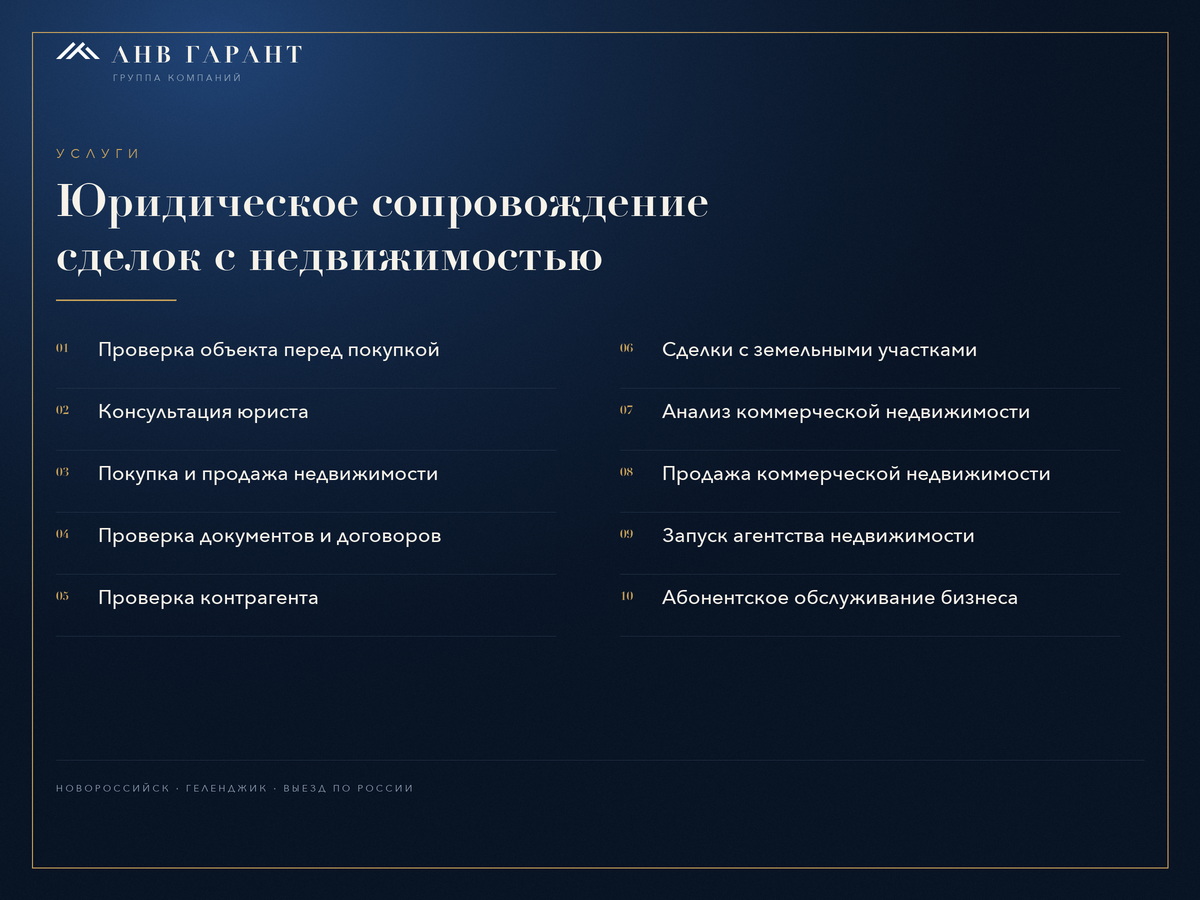 ЛНВ ГАРАНТ
ГРУППА КОМПАНИЙ
УСЛУГИ
Юридическое сопровождение
сделок с недвижимостью
01 Проверка объекта перед покупкой
02 Консультация юриста
03 Покупка и продажа недвижимости
04 Проверка документов и договоров
05 Проверка контрагента
06 Сделки с земельными участками
07 Анализ коммерческой недвижимости
08 Продажа коммерческой недвижимости
09 Запуск агентства недвижимости
10 Абонентское обслуживание бизнеса
НОВОРОССИЙСК · ГЕЛЕНДЖИК · ВЫЕЗД ПО РОССИИ